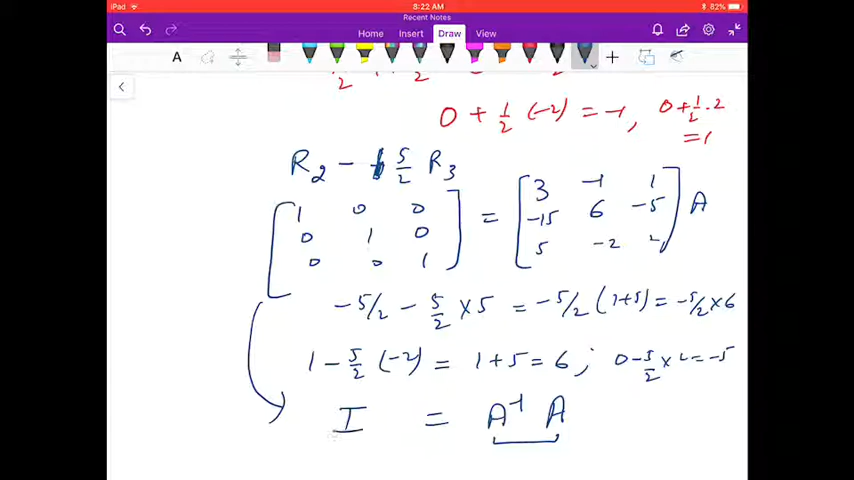 iPad 8:22 AM 82%
Recent Notes
Home Insert Draw View
A
2 2
0 + 1/2 (-2) = -1, 0 + 1/2 . 2
= 1
R2 - 5/2 R3
[1 0 0 = [3 -1 1
0 1 0 -15 6 -5
0 0 1] 5 -2 2] A
-5/2 - 5/2 × 5 = -5/2 (1+5) = -5/2 × 6
1 - 5/2 (-2) = 1 + 5 = 6 ; 0 - 5/2 × 2 = -5
I = A⁻¹ A